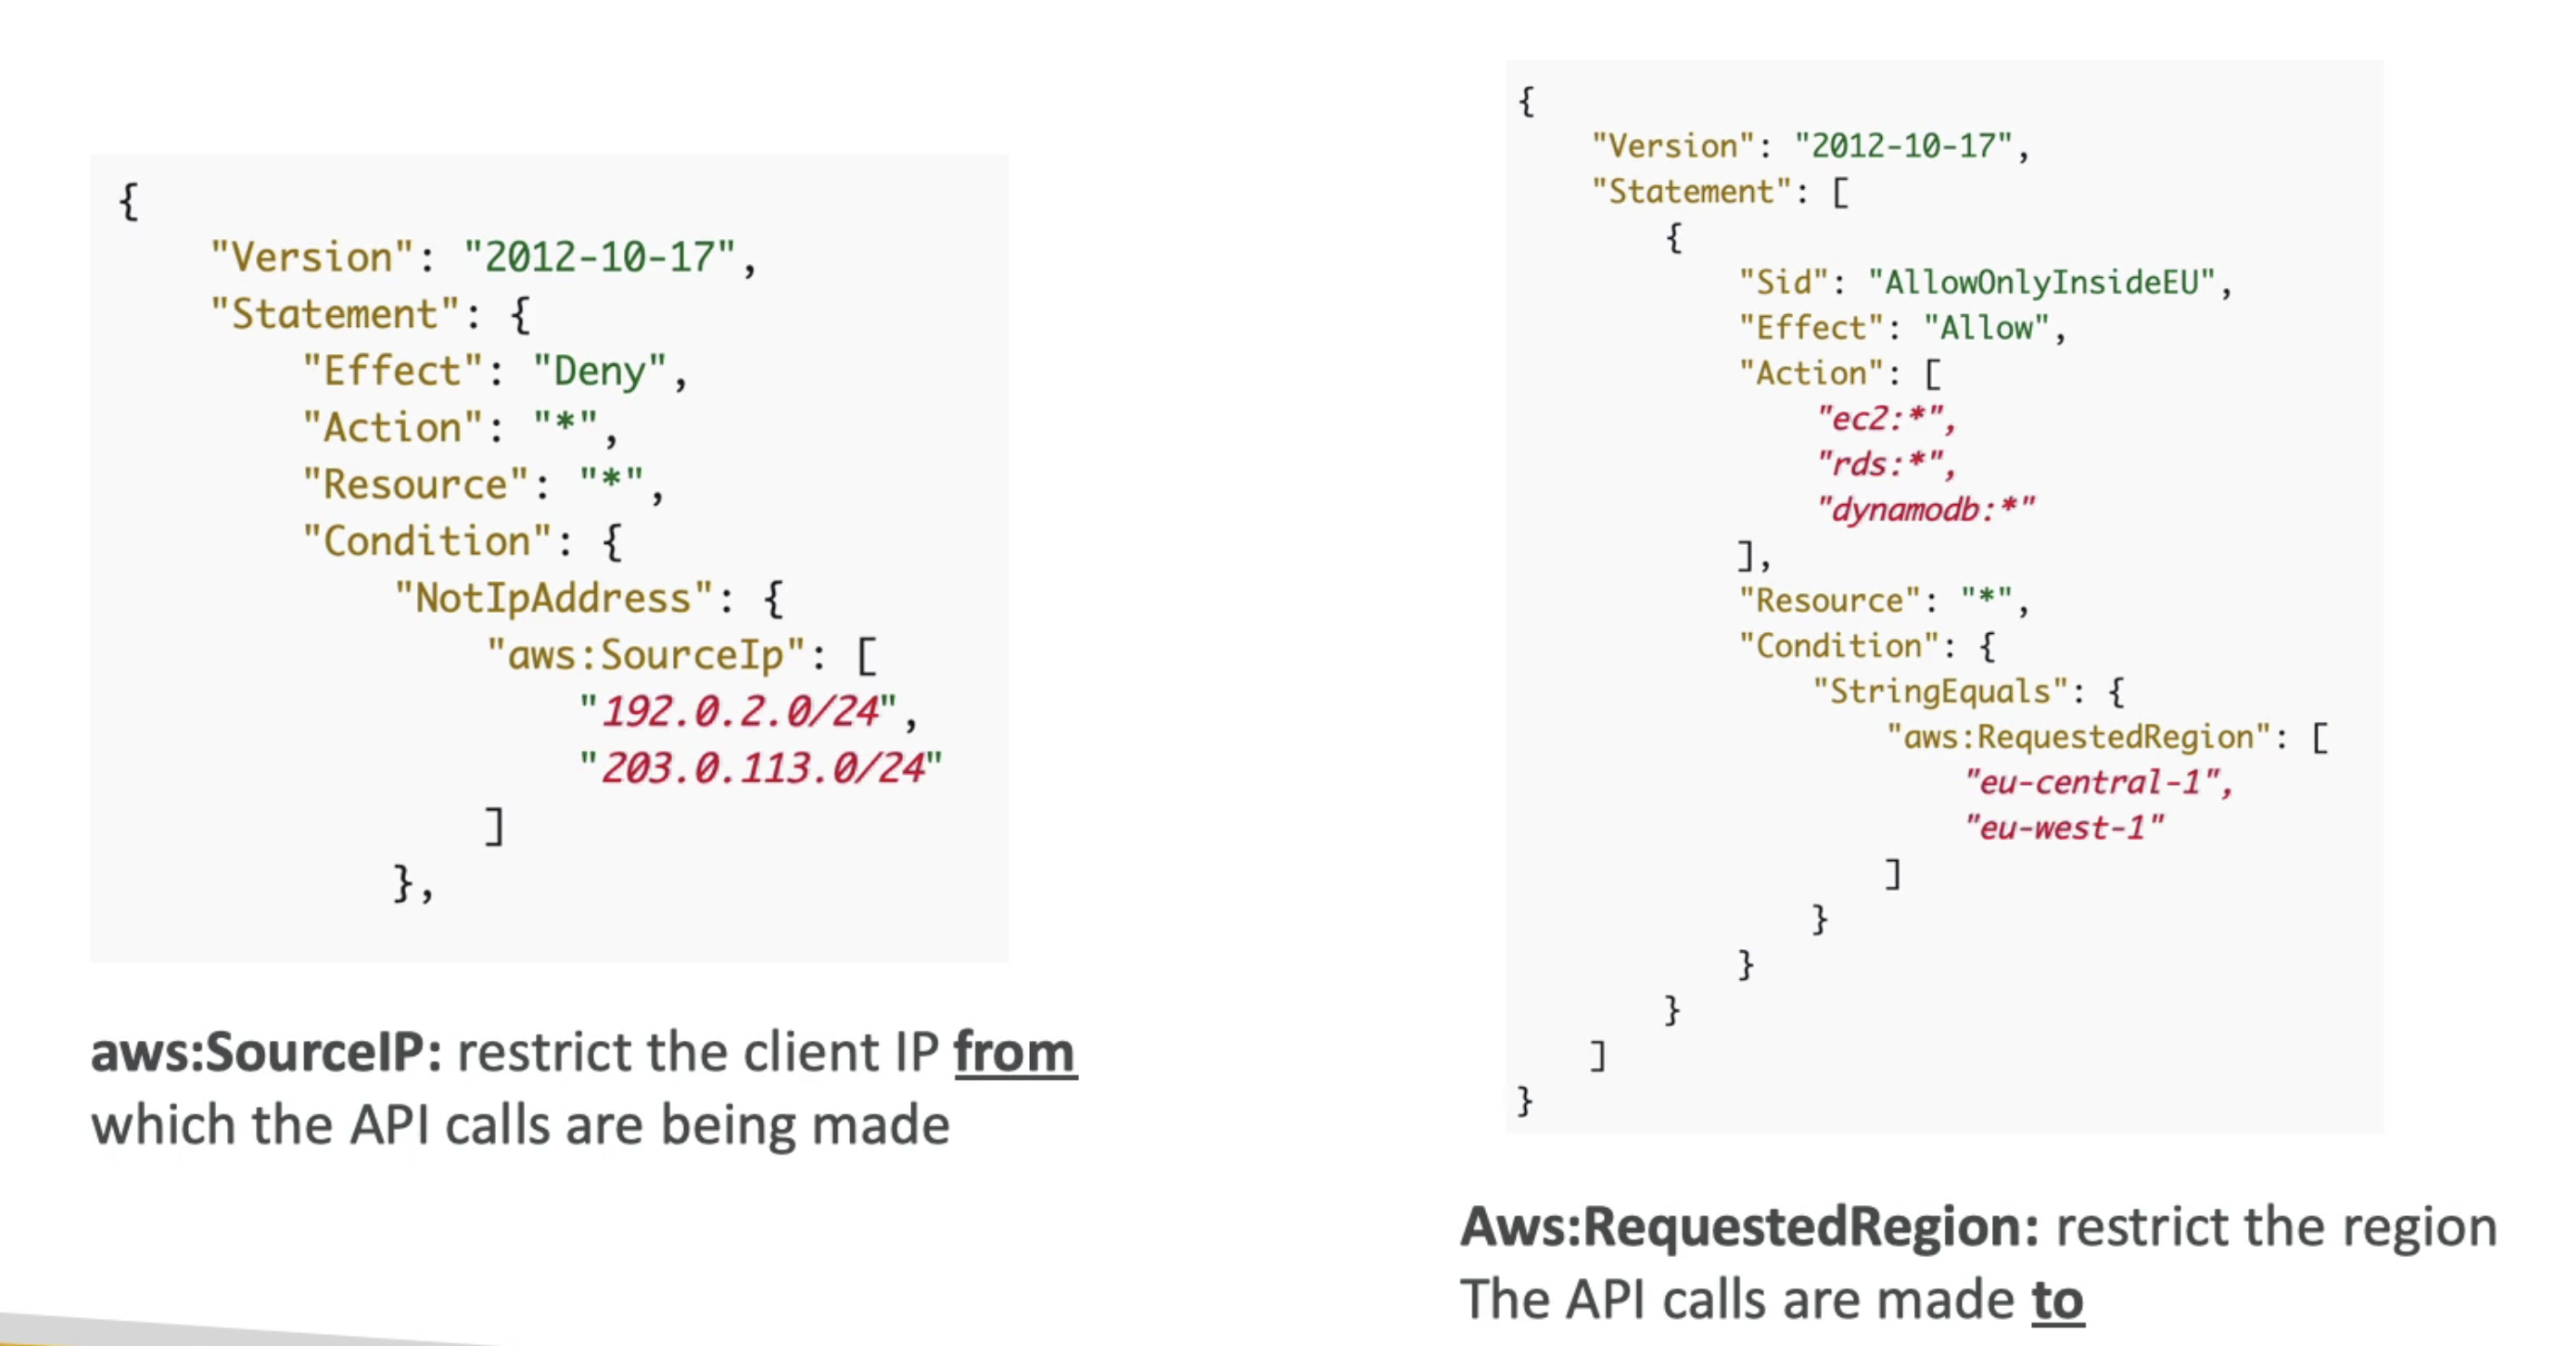 {
"Version": "2012-10-17",
"Statement": {
"Effect": "Deny",
"Action": "*",
"Resource": "*",
"Condition": {
"NotIpAddress": {
"aws:SourceIp": [
"192.0.2.0/24",
"203.0.113.0/24"
]
},
aws:SourceIP: restrict the client IP from
which the API calls are being made
{
"Version": "2012-10-17",
"Statement": [
{
"Sid": "AllowOnlyInsideEU",
"Effect": "Allow",
"Action": [
"ec2:*",
"rds:*",
"dynamodb:*"
],
"Resource": "*",
"Condition": {
"StringEquals": {
"aws:RequestedRegion": [
"eu-central-1",
"eu-west-1"
]
}
}
}
]
}
Aws:RequestedRegion: restrict the region
The API calls are made to